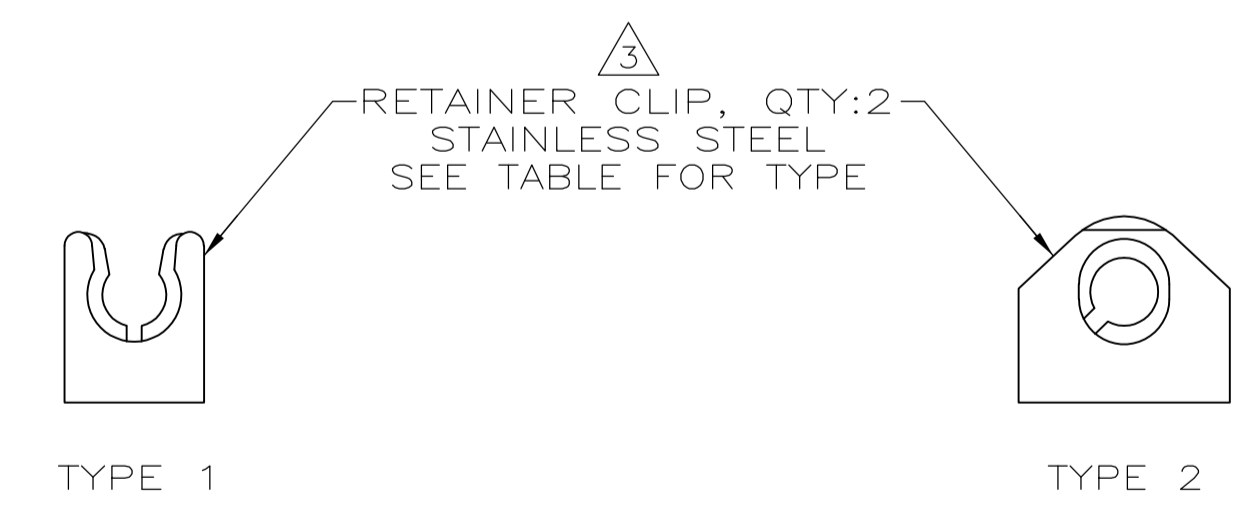 3
RETAINER CLIP, QTY:2
STAINLESS STEEL
SEE TABLE FOR TYPE
TYPE 1
TYPE 2